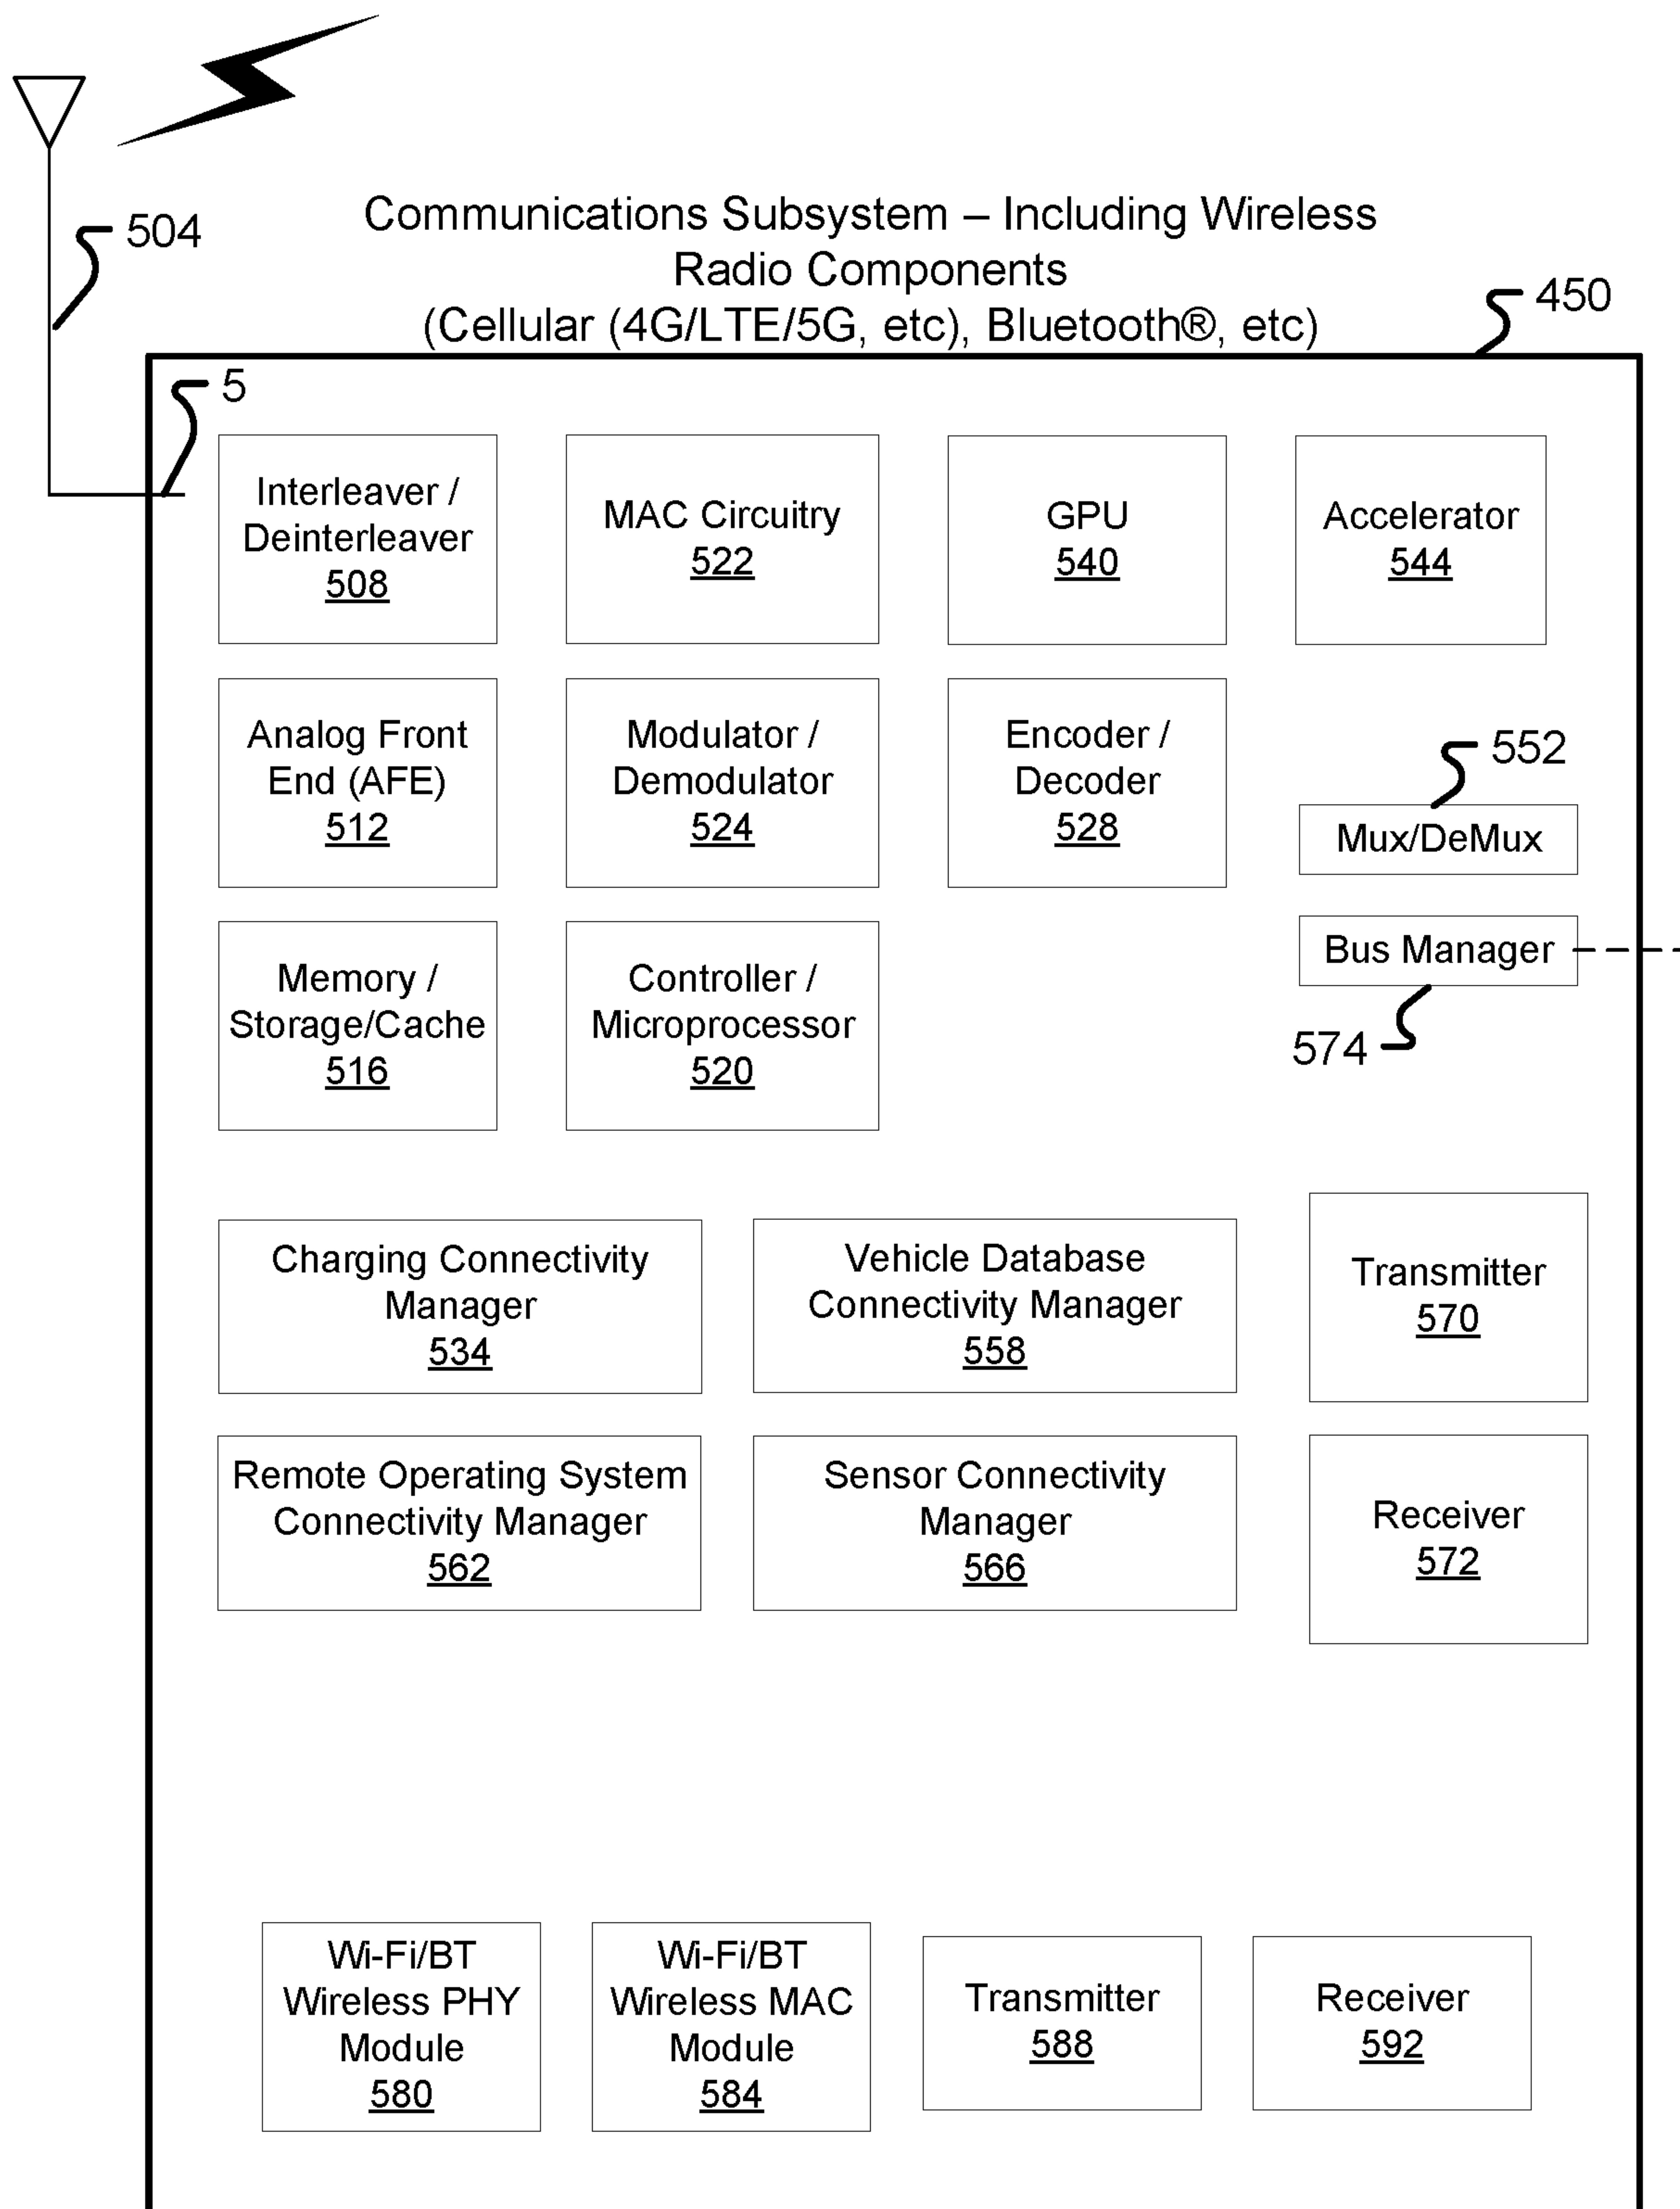 504
Communications Subsystem – Including Wireless
Radio Components
(Cellular (4G/LTE/5G, etc), Bluetooth®, etc)
450
5
Interleaver /
Deinterleaver
508
MAC Circuitry
522
GPU
540
Accelerator
544
Analog Front
End (AFE)
512
Modulator /
Demodulator
524
Encoder /
Decoder
528
552
Mux/DeMux
Memory /
Storage/Cache
516
Controller /
Microprocessor
520
Bus Manager
574
Charging Connectivity
Manager
534
Vehicle Database
Connectivity Manager
558
Transmitter
570
Remote Operating System
Connectivity Manager
562
Sensor Connectivity
Manager
566
Receiver
572
Wi-Fi/BT
Wireless PHY
Module
580
Wi-Fi/BT
Wireless MAC
Module
584
Transmitter
588
Receiver
592